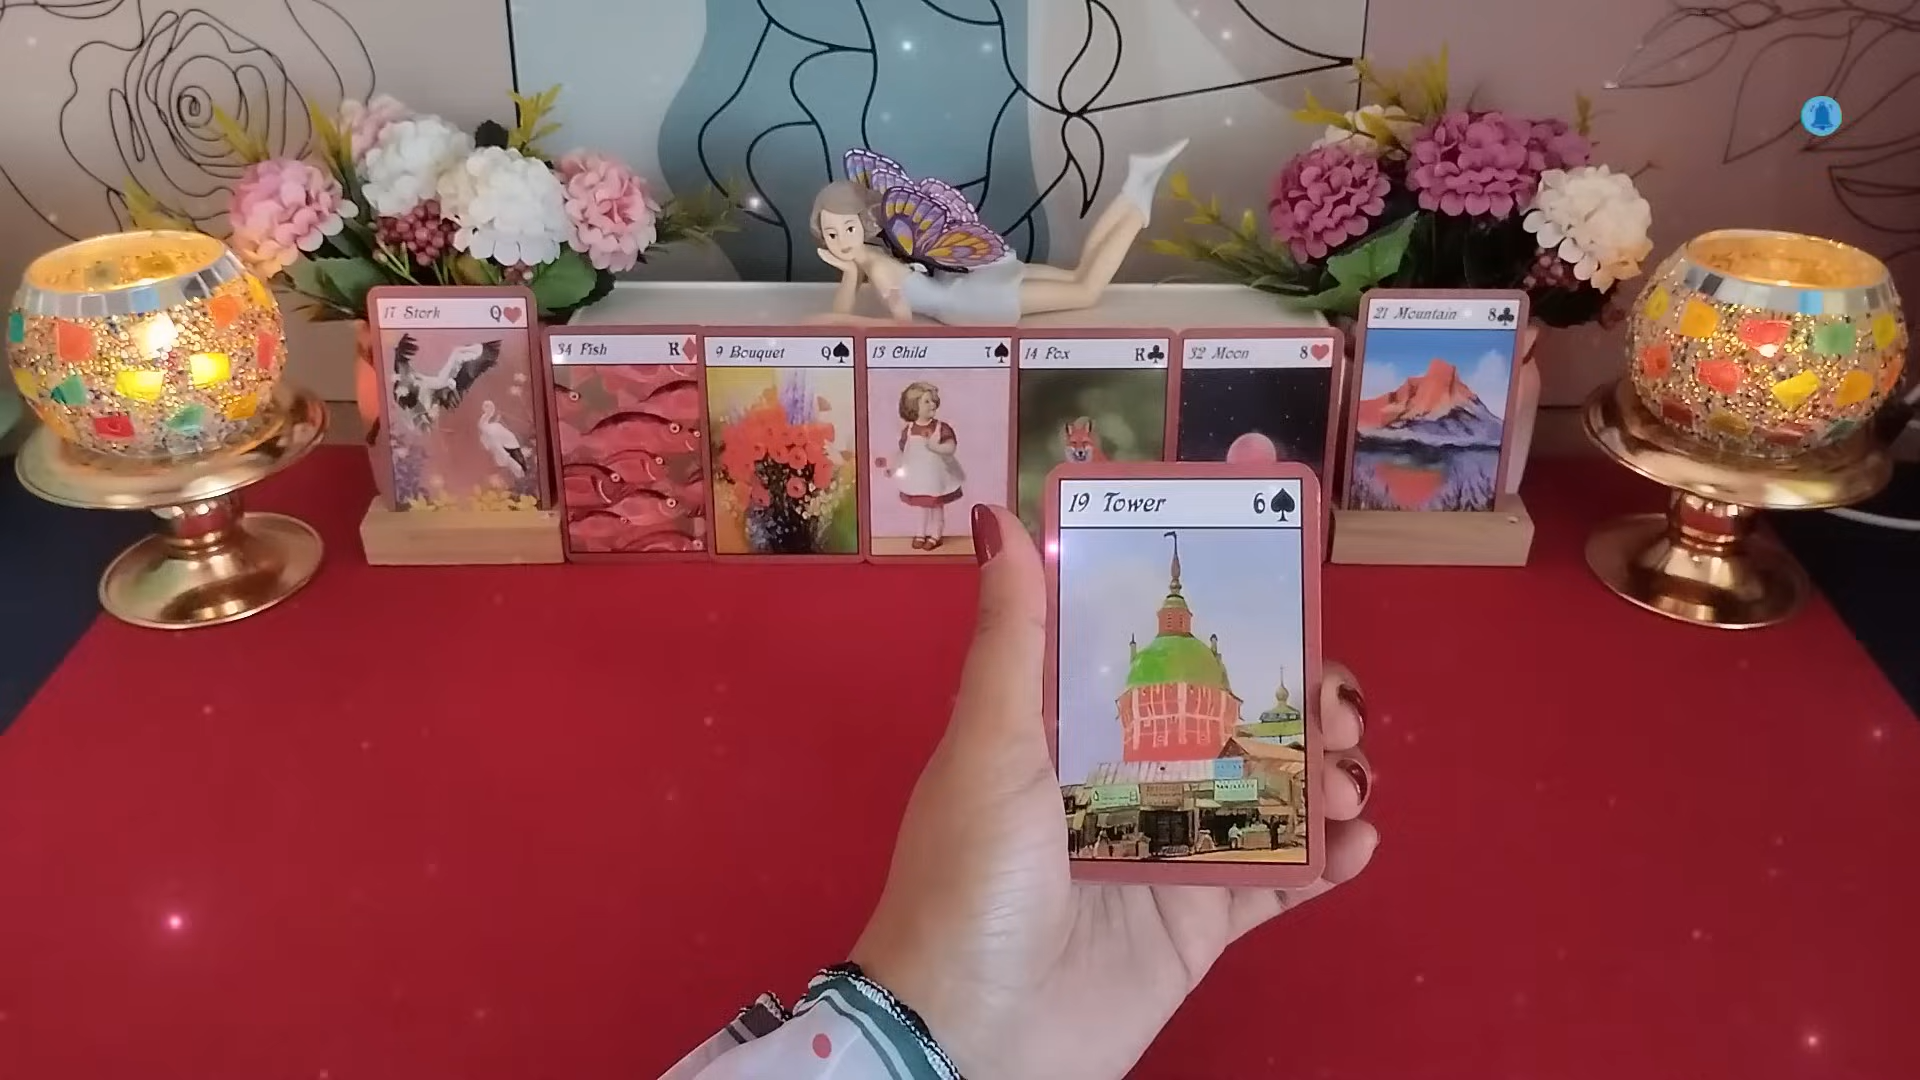 17 Stork Q
34 Fish K
9 Bouquet Q
13 Child 7
14 Fox K
32 Moon 8
21 Mountain 8
19 Tower 6